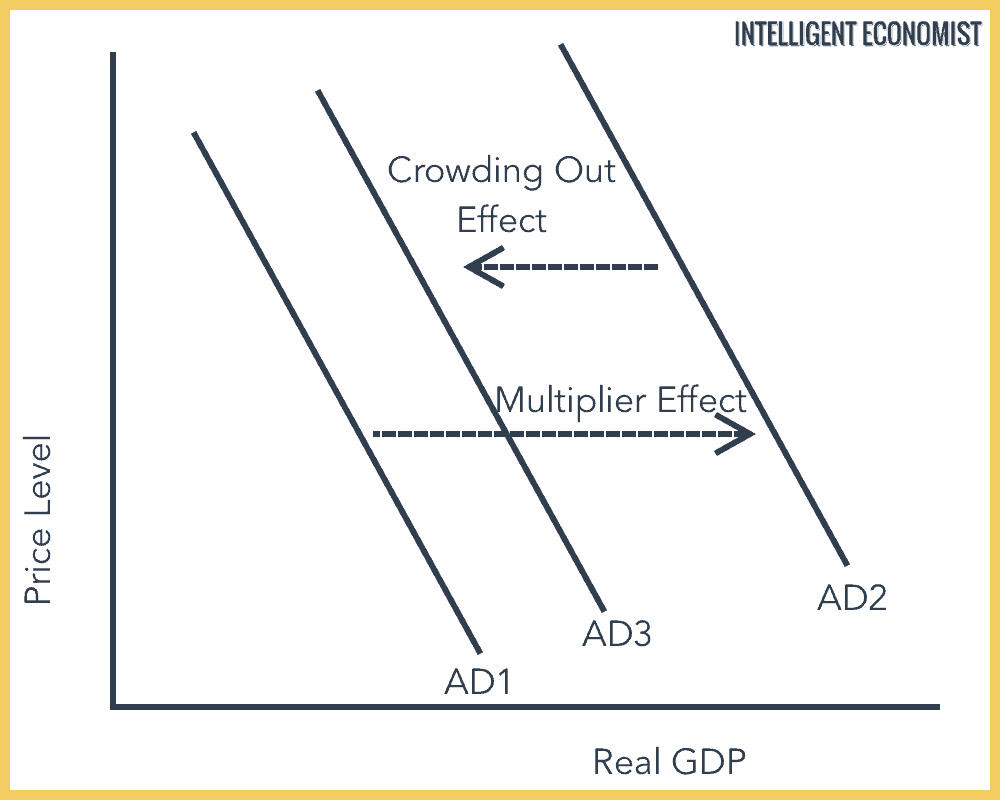 INTELLIGENT ECONOMIST
Crowding Out
Effect
Multiplier Effect
Price Level
AD2
AD3
AD1
Real GDP